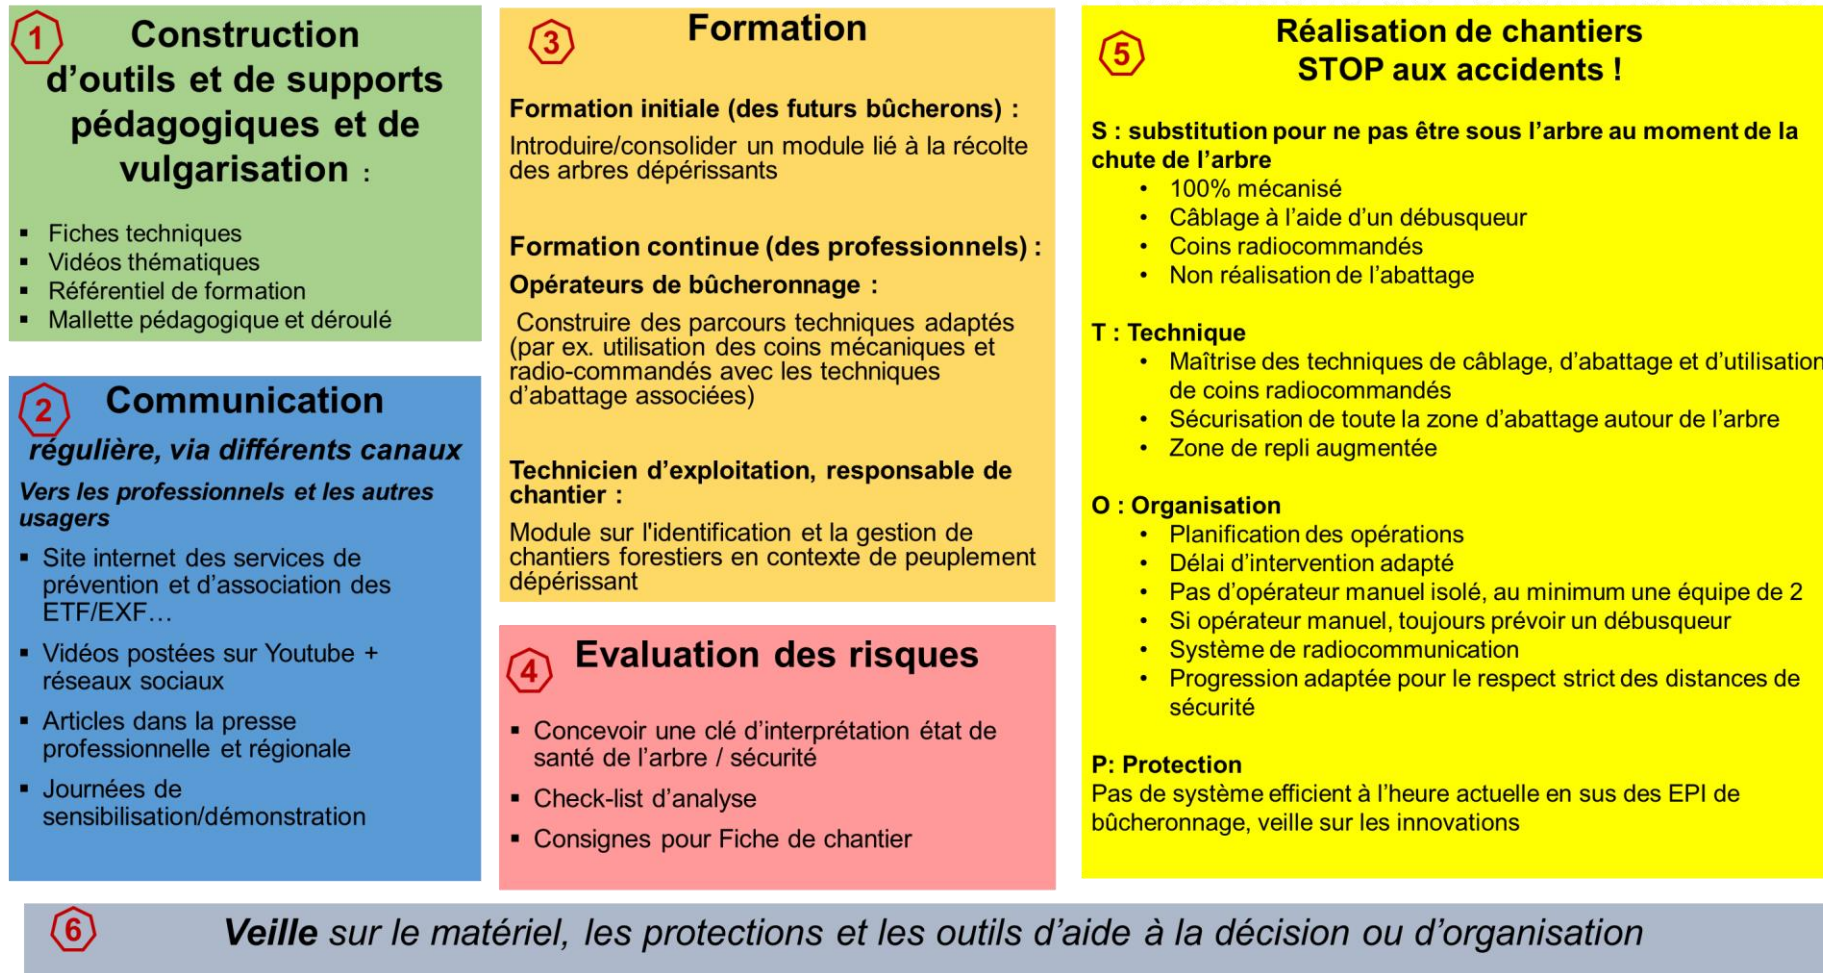 1
Construction
d'outils et de supports
pédagogiques et de
vulgarisation :
▪ Fiches techniques
▪ Vidéos thématiques
▪ Référentiel de formation
▪ Mallette pédagogique et déroulé
2
Communication
régulière, via différents canaux
Vers les professionnels et les autres
usagers
▪ Site internet des services de
prévention et d'association des
ETF/EXF…
▪ Vidéos postées sur Youtube +
réseaux sociaux
▪ Articles dans la presse
professionnelle et régionale
▪ Journées de
sensibilisation/démonstration
3
Formation
Formation initiale (des futurs bûcherons) :
Introduire/consolider un module lié à la récolte
des arbres dépérissants
Formation continue (des professionnels) :
Opérateurs de bûcheronnage :
Construire des parcours techniques adaptés
(par ex. utilisation des coins mécaniques et
radio-commandés avec les techniques
d'abattage associées)
Technicien d'exploitation, responsable de
chantier :
Module sur l'identification et la gestion de
chantiers forestiers en contexte de peuplement
dépérissant
4
Evaluation des risques
▪ Concevoir une clé d'interprétation état de
santé de l'arbre / sécurité
▪ Check-list d'analyse
▪ Consignes pour Fiche de chantier
5
Réalisation de chantiers
STOP aux accidents !
S : substitution pour ne pas être sous l'arbre au moment de la
chute de l'arbre
• 100% mécanisé
• Câblage à l'aide d'un débusqueur
• Coins radiocommandés
• Non réalisation de l'abattage
T : Technique
• Maîtrise des techniques de câblage, d'abattage et d'utilisation
de coins radiocommandés
• Sécurisation de toute la zone d'abattage autour de l'arbre
• Zone de repli augmentée
O : Organisation
• Planification des opérations
• Délai d'intervention adapté
• Pas d'opérateur manuel isolé, au minimum une équipe de 2
• Si opérateur manuel, toujours prévoir un débusqueur
• Système de radiocommunication
• Progression adaptée pour le respect strict des distances de
sécurité
P: Protection
Pas de système efficient à l'heure actuelle en sus des EPI de
bûcheronnage, veille sur les innovations
6
Veille sur le matériel, les protections et les outils d'aide à la décision ou d'organisation